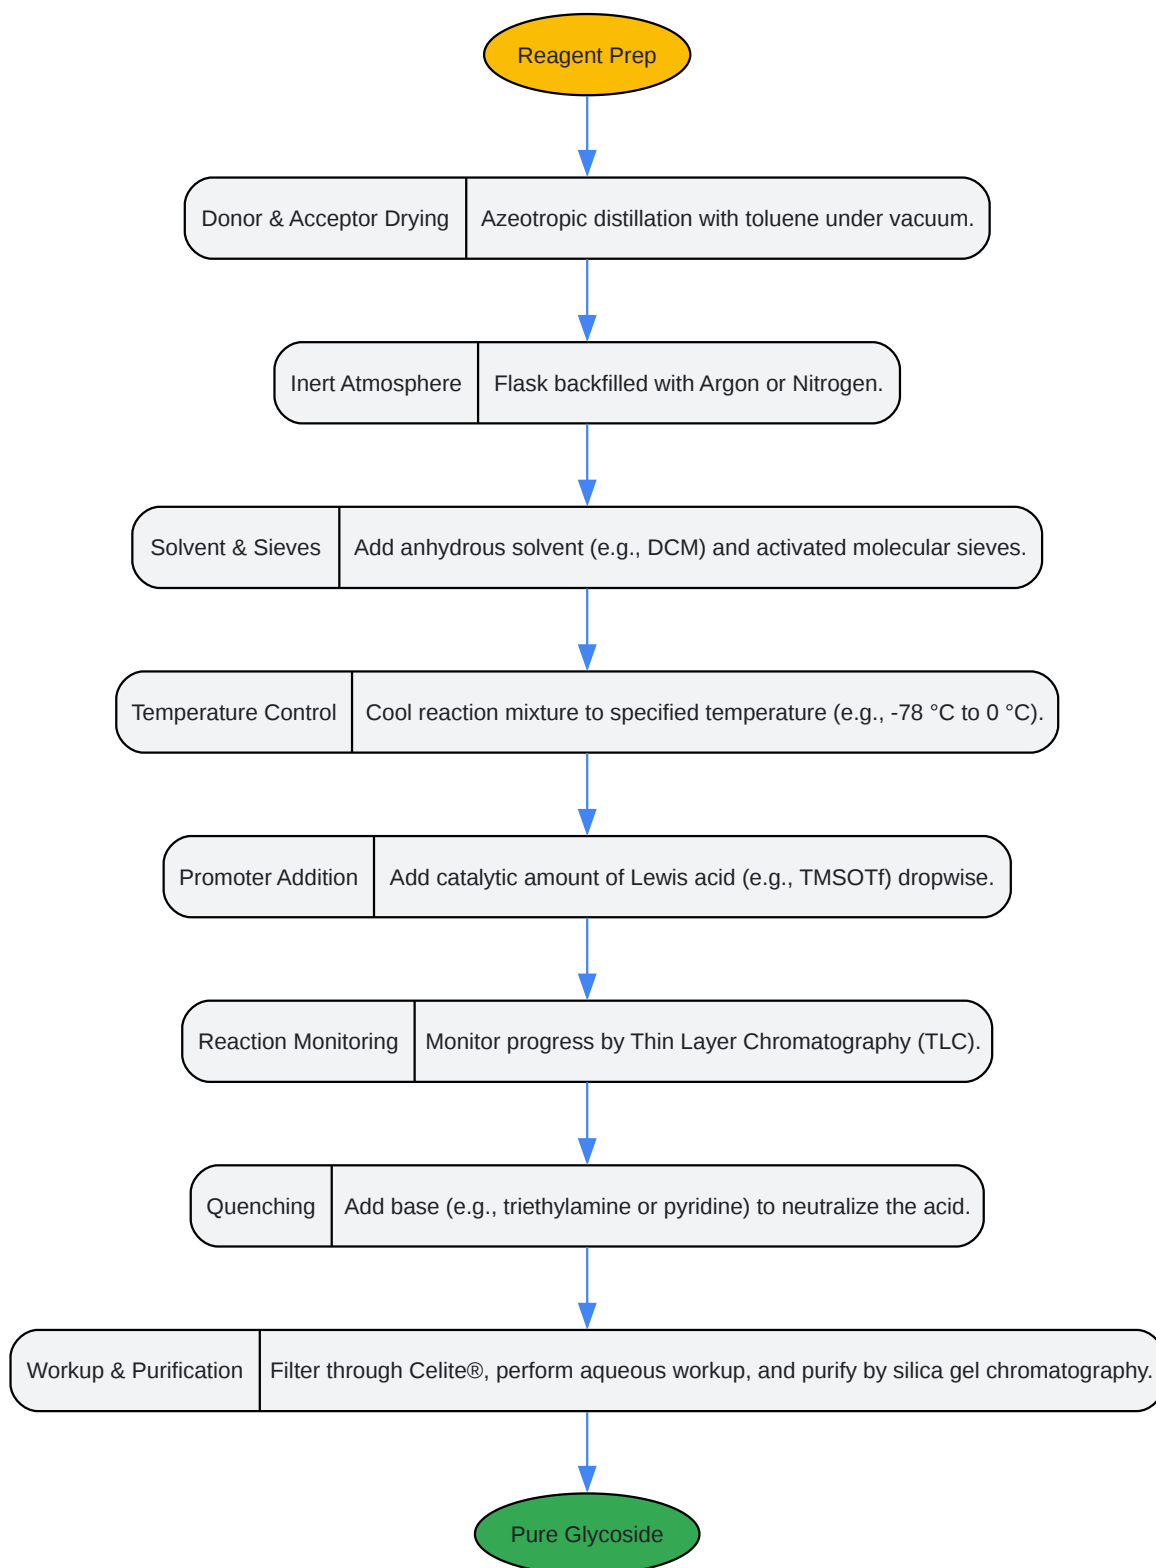 Reagent Prep
Donor & Acceptor Drying Azeotropic distillation with toluene under vacuum.
Inert Atmosphere Flask backfilled with Argon or Nitrogen.
Solvent & Sieves Add anhydrous solvent (e.g., DCM) and activated molecular sieves.
Temperature Control Cool reaction mixture to specified temperature (e.g., -78 °C to 0 °C).
Promoter Addition Add catalytic amount of Lewis acid (e.g., TMSOTf) dropwise.
Reaction Monitoring Monitor progress by Thin Layer Chromatography (TLC).
Quenching Add base (e.g., triethylamine or pyridine) to neutralize the acid.
Workup & Purification Filter through Celite®, perform aqueous workup, and purify by silica gel chromatography.
Pure Glycoside